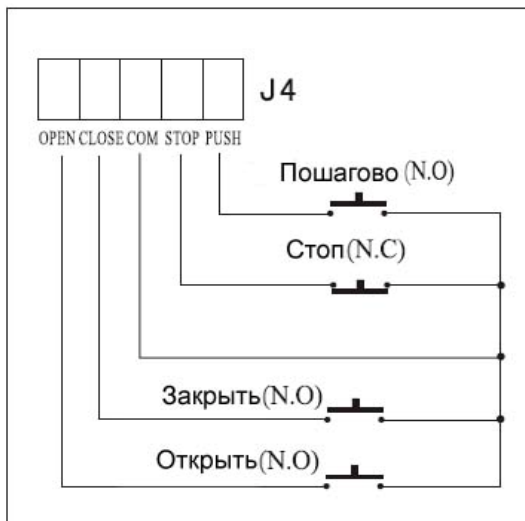 J4
OPEN CLOSE COM STOP PUSH
Пошагово (N.O)
Стоп(N.C)
Закрыть(N.O)
Открыть(N.O)